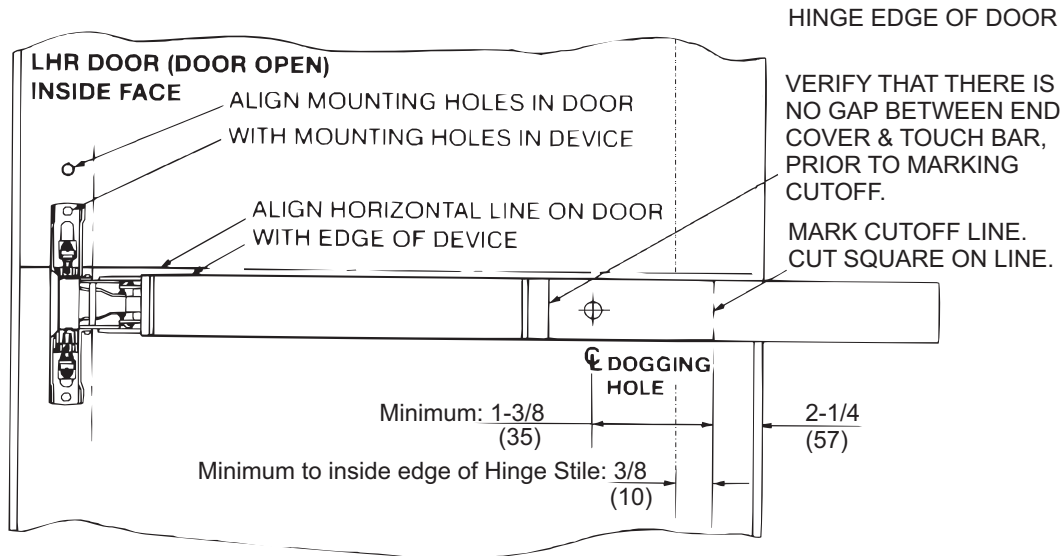 HINGE EDGE OF DOOR
LHR DOOR (DOOR OPEN)
INSIDE FACE
ALIGN MOUNTING HOLES IN DOOR
WITH MOUNTING HOLES IN DEVICE
VERIFY THAT THERE IS
NO GAP BETWEEN END
COVER & TOUCH BAR,
PRIOR TO MARKING
CUTOFF.
ALIGN HORIZONTAL LINE ON DOOR
WITH EDGE OF DEVICE
MARK CUTOFF LINE.
CUT SQUARE ON LINE.
℄ DOGGING
HOLE
Minimum: 1-3/8
(35)
2-1/4
(57)
Minimum to inside edge of Hinge Stile: 3/8
(10)